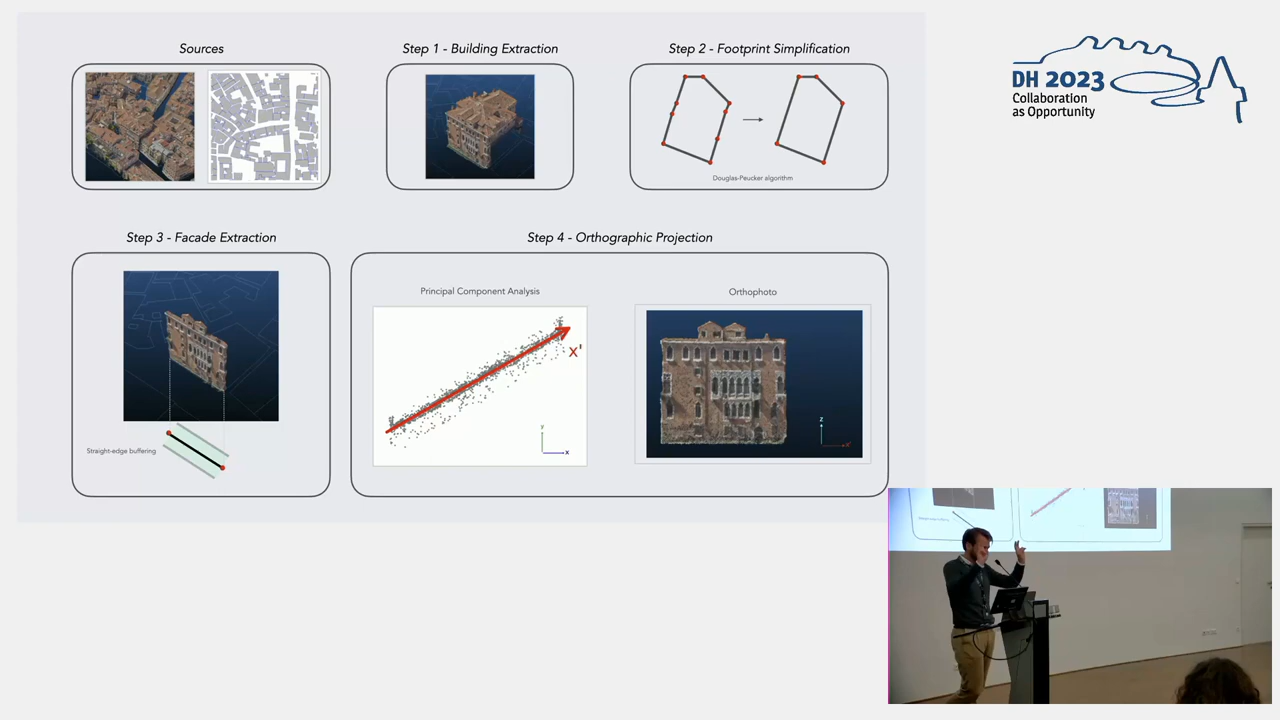 Sources
Step 1 - Building Extraction
Step 2 - Footprint Simplification
Douglas-Peucker algorithm
DH 2023
Collaboration
as Opportunity
Step 3 - Facade Extraction
Straight-edge buffering
Step 4 - Orthographic Projection
Principal Component Analysis
X'
y
x
Orthophoto
z
x'